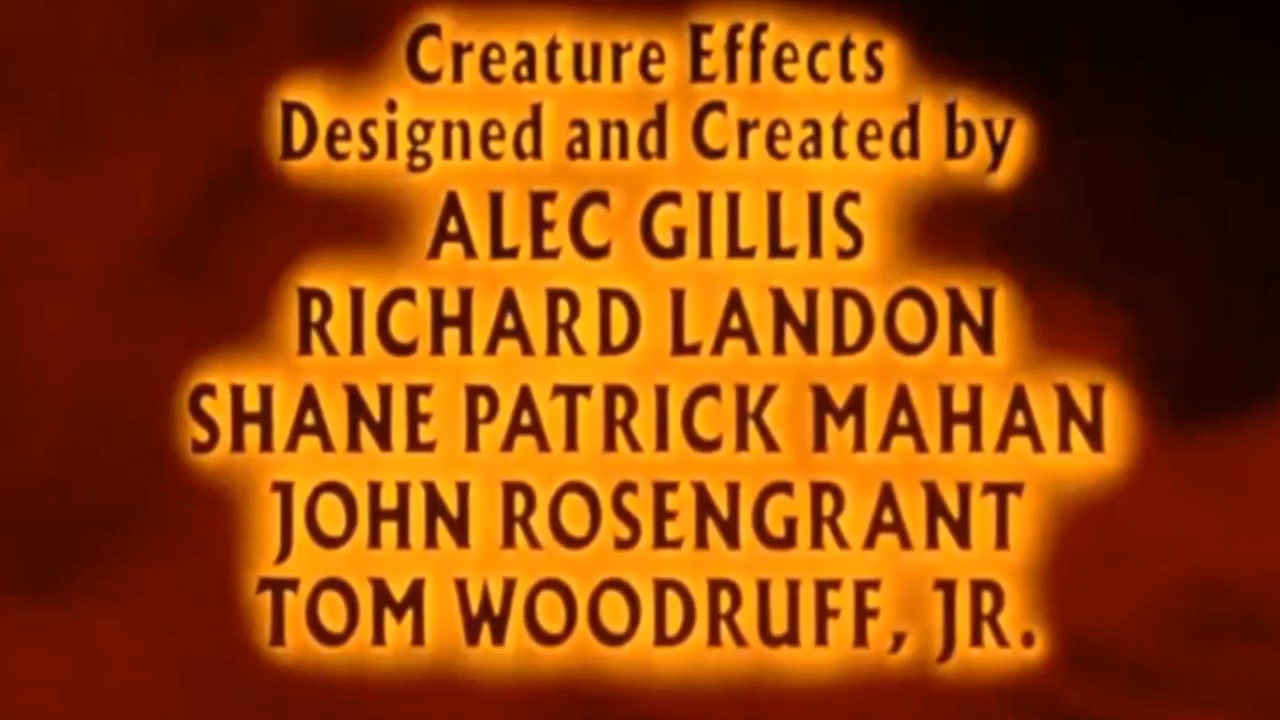 Creature Effects
Designed and Created by
ALEC GILLIS
RICHARD LANDON
SHANE PATRICK MAHAN
JOHN ROSENGRANT
TOM WOODRUFF, JR.